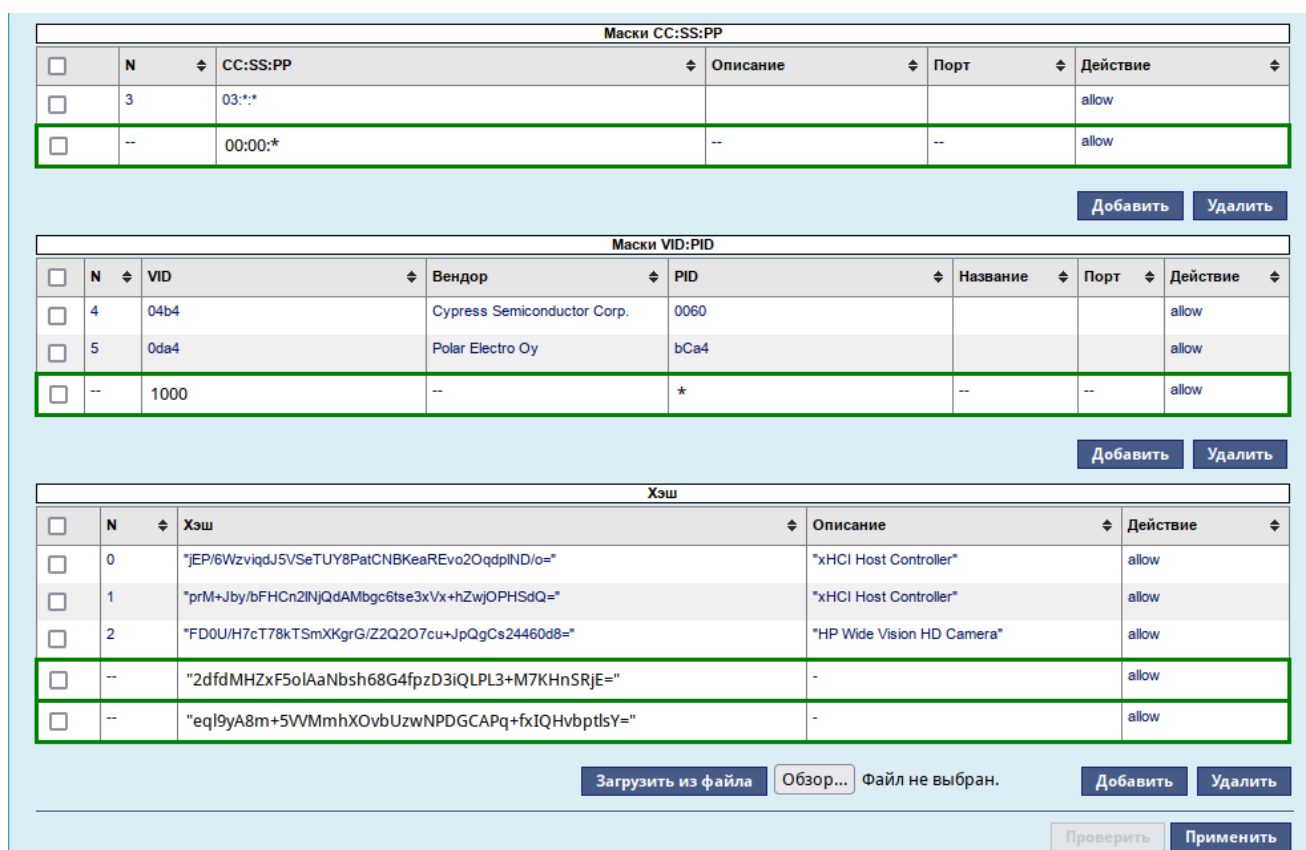 Маски CC:SS:PP
N CC:SS:PP Описание Порт Действие
3 03:*:* allow
-- 00:00:* -- -- allow
Добавить Удалить
Маски VID:PID
N VID Вендор PID Название Порт Действие
4 04b4 Cypress Semiconductor Corp. 0060 allow
5 0da4 Polar Electro Oy bCa4 allow
-- 1000 -- * -- -- allow
Добавить Удалить
Хэш
N Хэш Описание Действие
0 "jEP/6WzviqdJ5VSeTUY8PatCNBKeaREvo2OqdplND/o=" "xHCI Host Controller" allow
1 "prM+Jby/bFHCn2lNjQdAMbgc6tse3xVx+hZwjOPHSdQ=" "xHCI Host Controller" allow
2 "FD0U/H7cT78kTSmXKgrG/Z2Q2O7cu+JpQgCs24460d8=" "HP Wide Vision HD Camera" allow
-- "2dfdMHZxF5olAaNbsh68G4fpzD3iQLPL3+M7KHnSRjE=" - allow
-- "eql9yA8m+5VVMmhXOvbUzwNPDGCAPq+fxIQHvbptlsY=" - allow
Загрузить из файла Обзор... Файл не выбран. Добавить Удалить
Проверить Применить